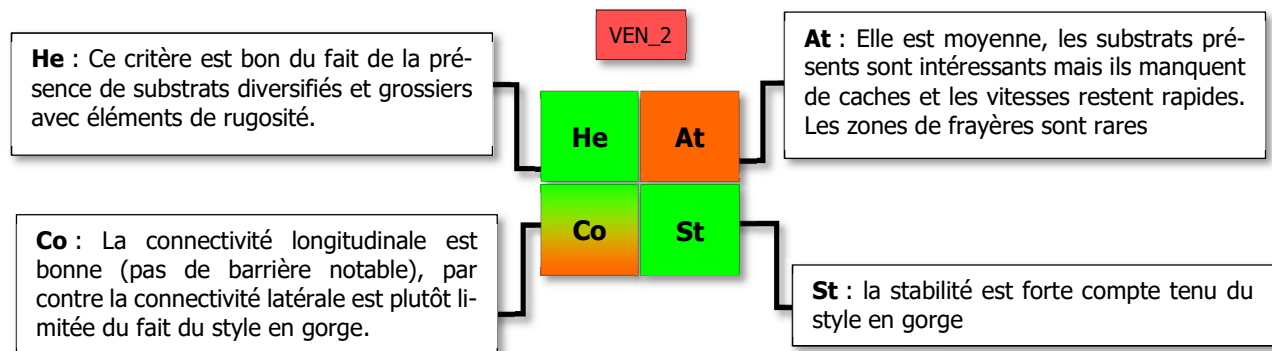 VEN_2
He : Ce critère est bon du fait de la pré-
sence de substrats diversifiés et grossiers
avec éléments de rugosité.
At : Elle est moyenne, les substrats pré-
sents sont intéressants mais ils manquent
de caches et les vitesses restent rapides.
Les zones de frayères sont rares
He At
Co St
Co : La connectivité longitudinale est
bonne (pas de barrière notable), par
contre la connectivité latérale est plutôt li-
mitée du fait du style en gorge.
St : la stabilité est forte compte tenu du
style en gorge